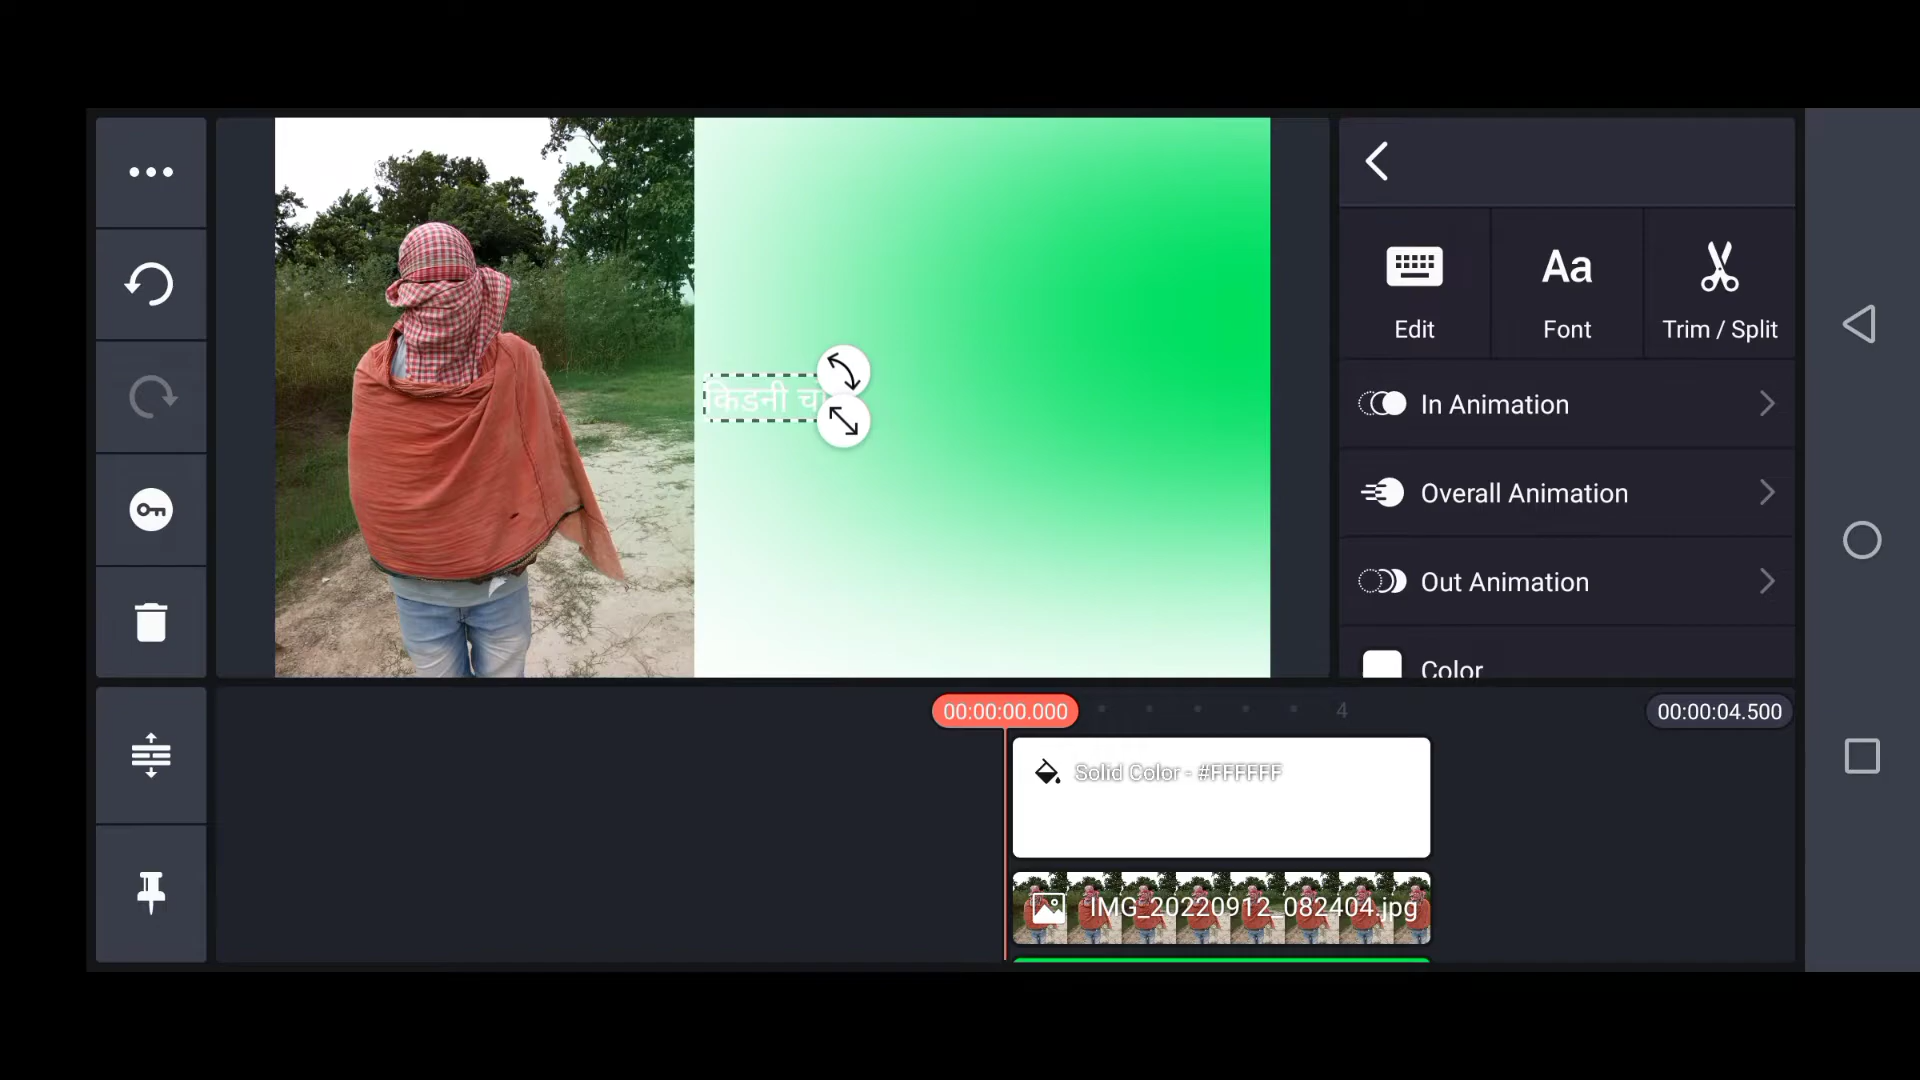 किडनी
Edit
Aa
Font
Trim / Split
In Animation
Overall Animation
Out Animation
Color
00:00:00.000
4
00:00:04.500
Solid Color - #FFFFFF
IMG_20220912_082404.jpg